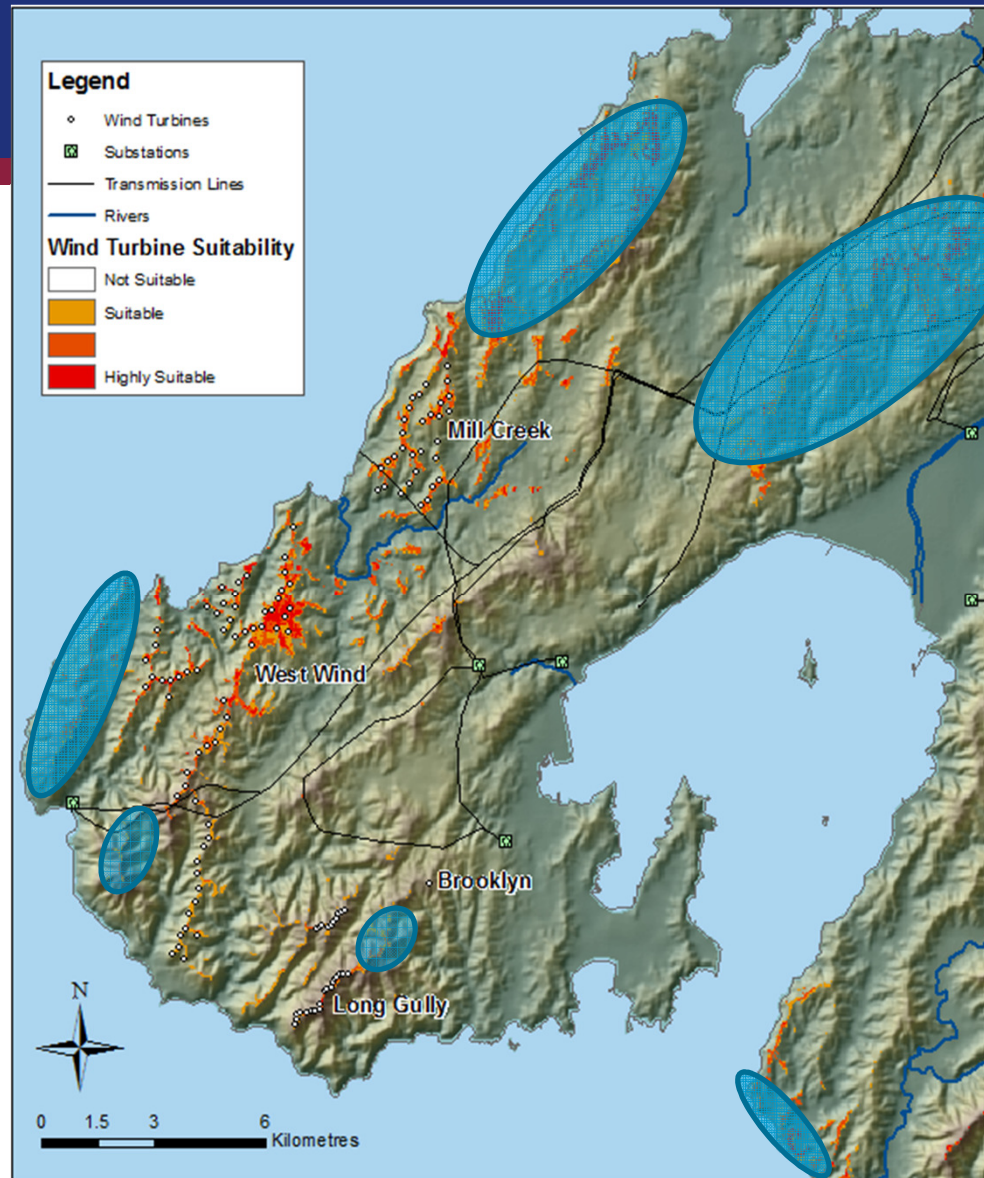 Legend
Wind Turbines
Substations
Transmission Lines
Rivers
Wind Turbine Suitability
Not Suitable
Suitable
Highly Suitable
Mill Creek
West Wind
Brooklyn
Long Gully
N
0 1.5 3 6
Kilometres